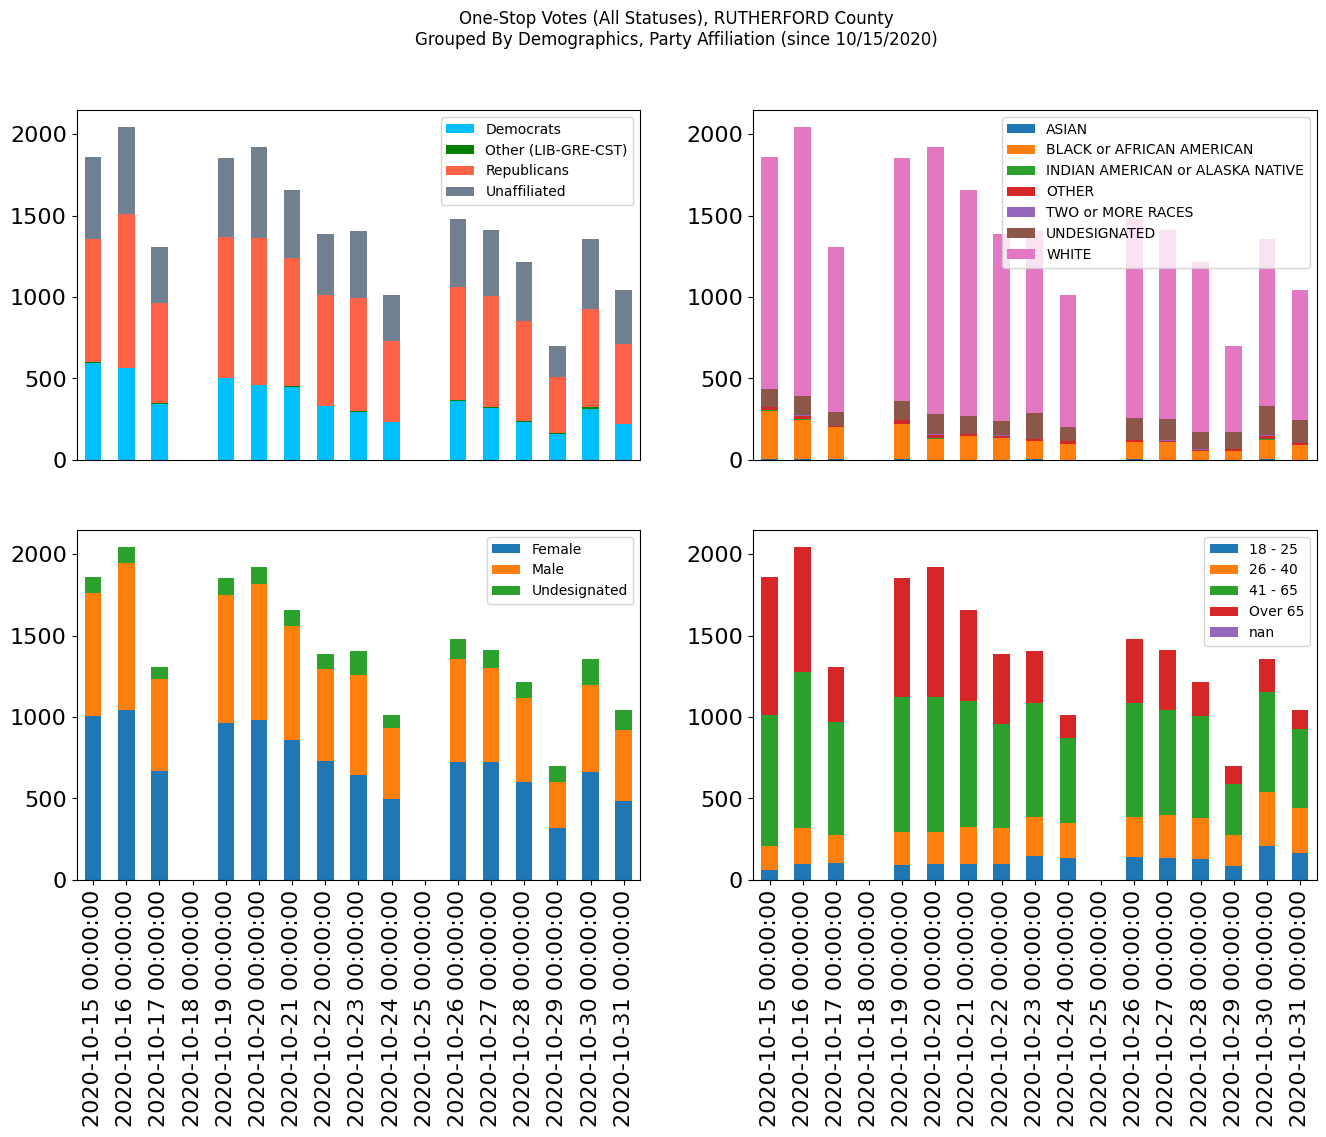 One-Stop Votes (All Statuses), RUTHERFORD County
Grouped By Demographics, Party Affiliation (since 10/15/2020)
2000
1500
1000
500
0
Democrats
Other (LIB-GRE-CST)
Republicans
Unaffiliated
2000
1500
1000
500
0
ASIAN
BLACK or AFRICAN AMERICAN
INDIAN AMERICAN or ALASKA NATIVE
OTHER
TWO or MORE RACES
UNDESIGNATED
WHITE
2000
1500
1000
500
0
Female
Male
Undesignated
2020-10-15 00:00:00
2020-10-16 00:00:00
2020-10-17 00:00:00
2020-10-18 00:00:00
2020-10-19 00:00:00
2020-10-20 00:00:00
2020-10-21 00:00:00
2020-10-22 00:00:00
2020-10-23 00:00:00
2020-10-24 00:00:00
2020-10-25 00:00:00
2020-10-26 00:00:00
2020-10-27 00:00:00
2020-10-28 00:00:00
2020-10-29 00:00:00
2020-10-30 00:00:00
2020-10-31 00:00:00
2000
1500
1000
500
0
18 - 25
26 - 40
41 - 65
Over 65
nan
2020-10-15 00:00:00
2020-10-16 00:00:00
2020-10-17 00:00:00
2020-10-18 00:00:00
2020-10-19 00:00:00
2020-10-20 00:00:00
2020-10-21 00:00:00
2020-10-22 00:00:00
2020-10-23 00:00:00
2020-10-24 00:00:00
2020-10-25 00:00:00
2020-10-26 00:00:00
2020-10-27 00:00:00
2020-10-28 00:00:00
2020-10-29 00:00:00
2020-10-30 00:00:00
2020-10-31 00:00:00